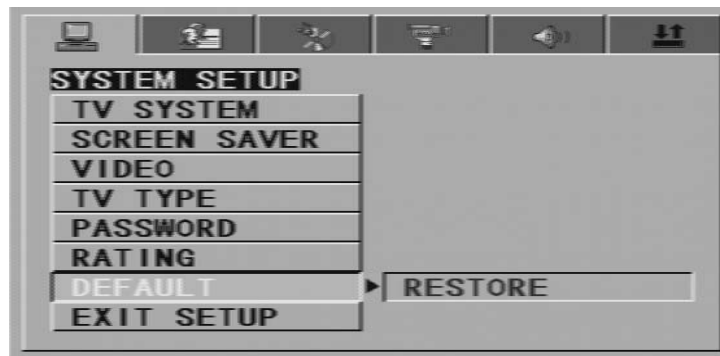 SYSTEM SETUP
TV SYSTEM
SCREEN SAVER
VIDEO
TV TYPE
PASSWORD
RATING
DEFAULT
RESTORE
EXIT SETUP